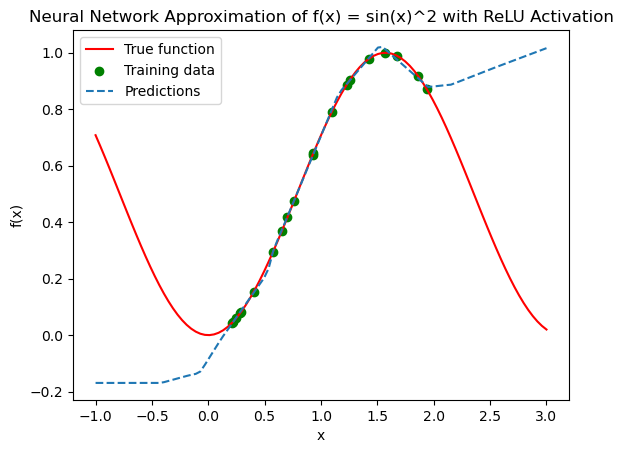 Neural Network Approximation of f(x) = sin(x)^2 with ReLU Activation
True function
Training data
Predictions
1.0
0.8
0.6
0.4
0.2
0.0
−0.2
f(x)
−1.0 −0.5 0.0 0.5 1.0 1.5 2.0 2.5 3.0
x